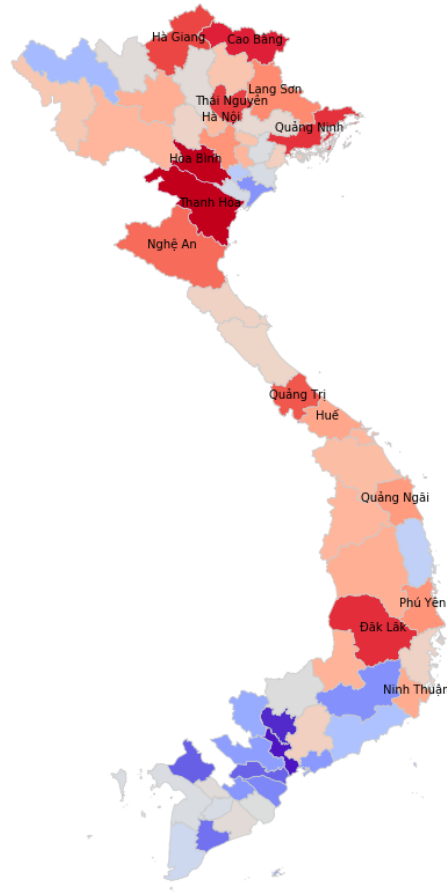 Hà Giang
Cao Bằng
Lạng Sơn
Thái Nguyên
Hà Nội
Quảng Ninh
Hòa Bình
Thanh Hóa
Nghệ An
Quảng Trị
Huế
Quảng Ngãi
Phú Yên
Đăk Lăk
Ninh Thuận